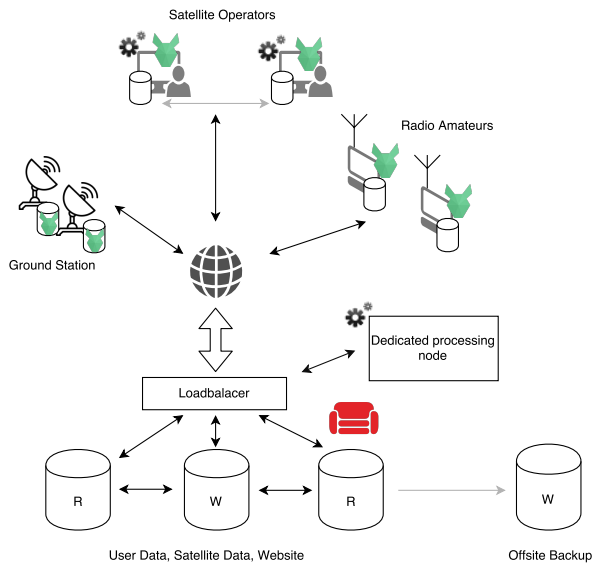 Satellite Operators
Radio Amateurs
Ground Station
Dedicated processing
node
Loadbalacer
R
W
R
W
User Data, Satellite Data, Website
Offsite Backup